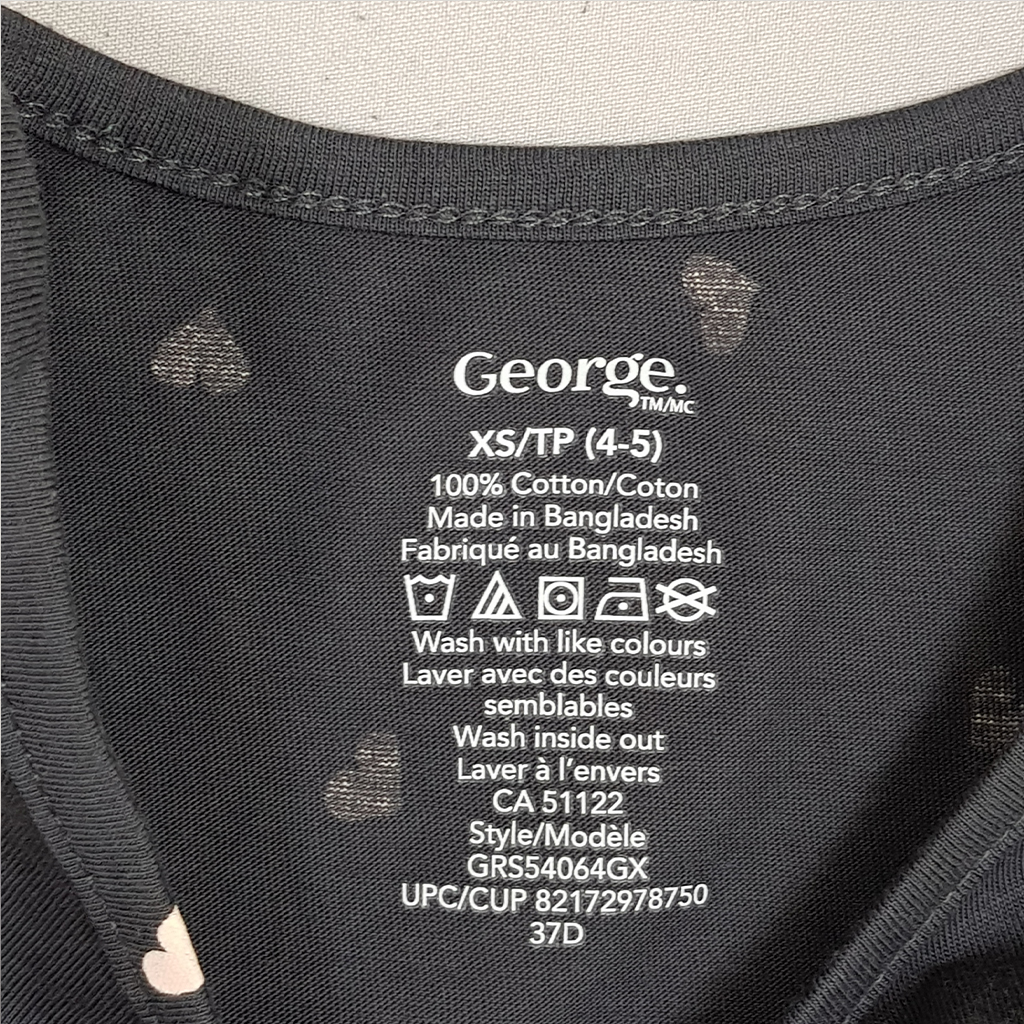 George.
TM/MC
XS/TP (4-5)
100% Cotton/Coton
Made in Bangladesh
Fabriqué au Bangladesh
Wash with like colours
Laver avec des couleurs
semblables
Wash inside out
Laver à l'envers
CA 51122
Style/Modèle
GRS54064GX
UPC/CUP 82172978750
37D